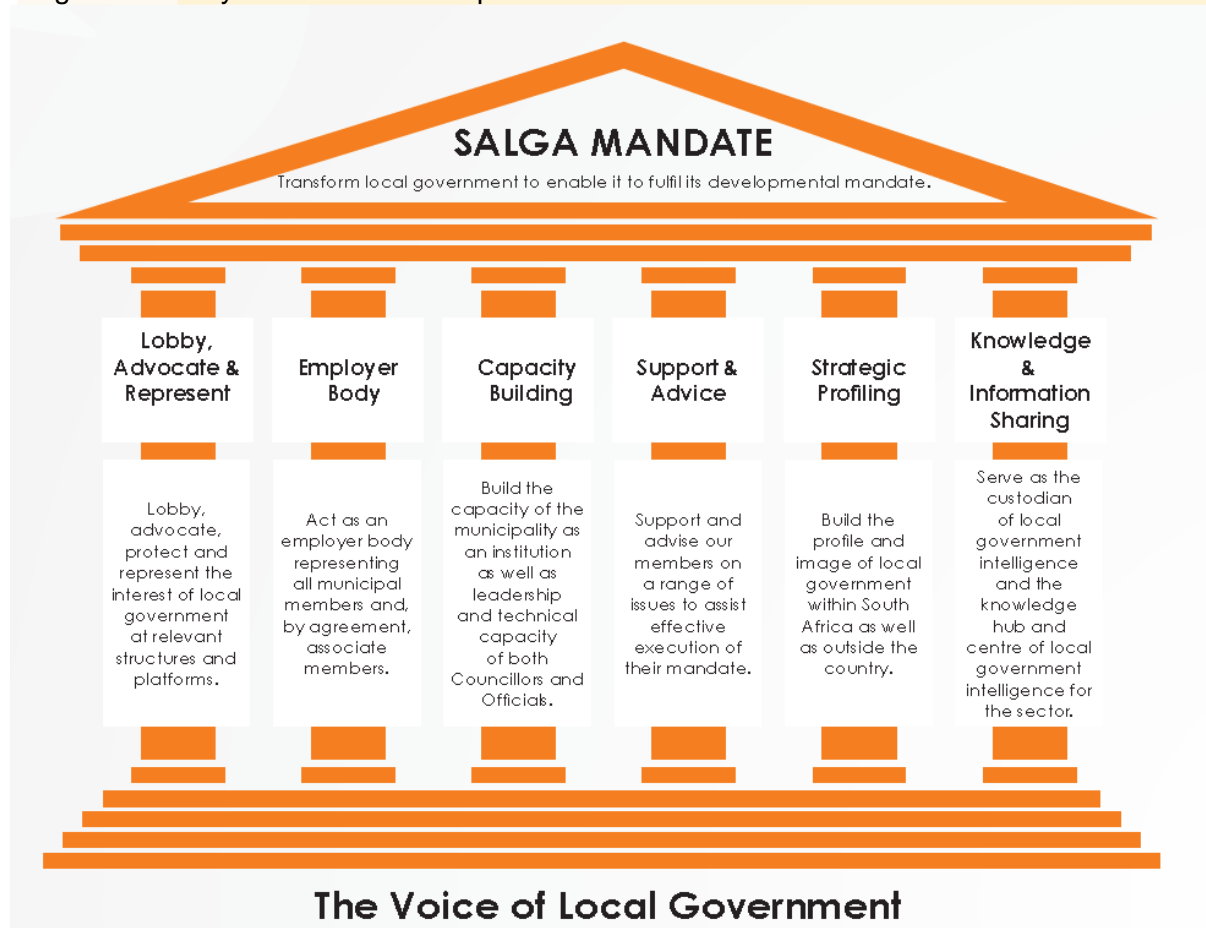 SALGA MANDATE
Transform local government to enable it to fulfil its developmental mandate.
Lobby,
Advocate &
Represent
Employer
Body
Capacity
Building
Support &
Advice
Strategic
Profiling
Knowledge
&
Information
Sharing
Lobby,
advocate,
protect and
represent the
interest of local
government
at relevant
structures and
platforms.
Act as an
employer body
representing
all municipal
members and,
by agreement,
associate
members.
Build the
capacity of the
municipality as
an institution
as well as
leadership
and technical
capacity
of both
Councillors and
Officials.
Support and
advise our
members on
a range of
issues to assist
effective
execution of
their mandate.
Build the
profile and
image of local
government
within South
Africa as well
as outside the
country.
Serve as the
custodian
of local
government
intelligence
and the
knowledge
hub and
centre of local
government
intelligence for
the sector.
The Voice of Local Government